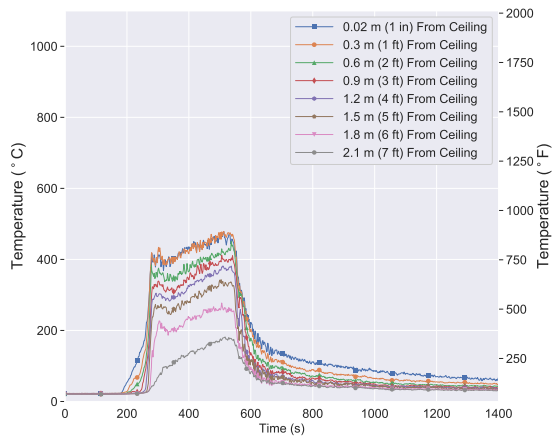 0.02 m (1 in) From Ceiling
0.3 m (1 ft) From Ceiling
0.6 m (2 ft) From Ceiling
0.9 m (3 ft) From Ceiling
1.2 m (4 ft) From Ceiling
1.5 m (5 ft) From Ceiling
1.8 m (6 ft) From Ceiling
2.1 m (7 ft) From Ceiling
Temperature (°C)
1000
800
600
400
200
0
Temperature (°F)
2000
1750
1500
1250
1000
750
500
250
0 200 400 600 800 1000 1200 1400
Time (s)